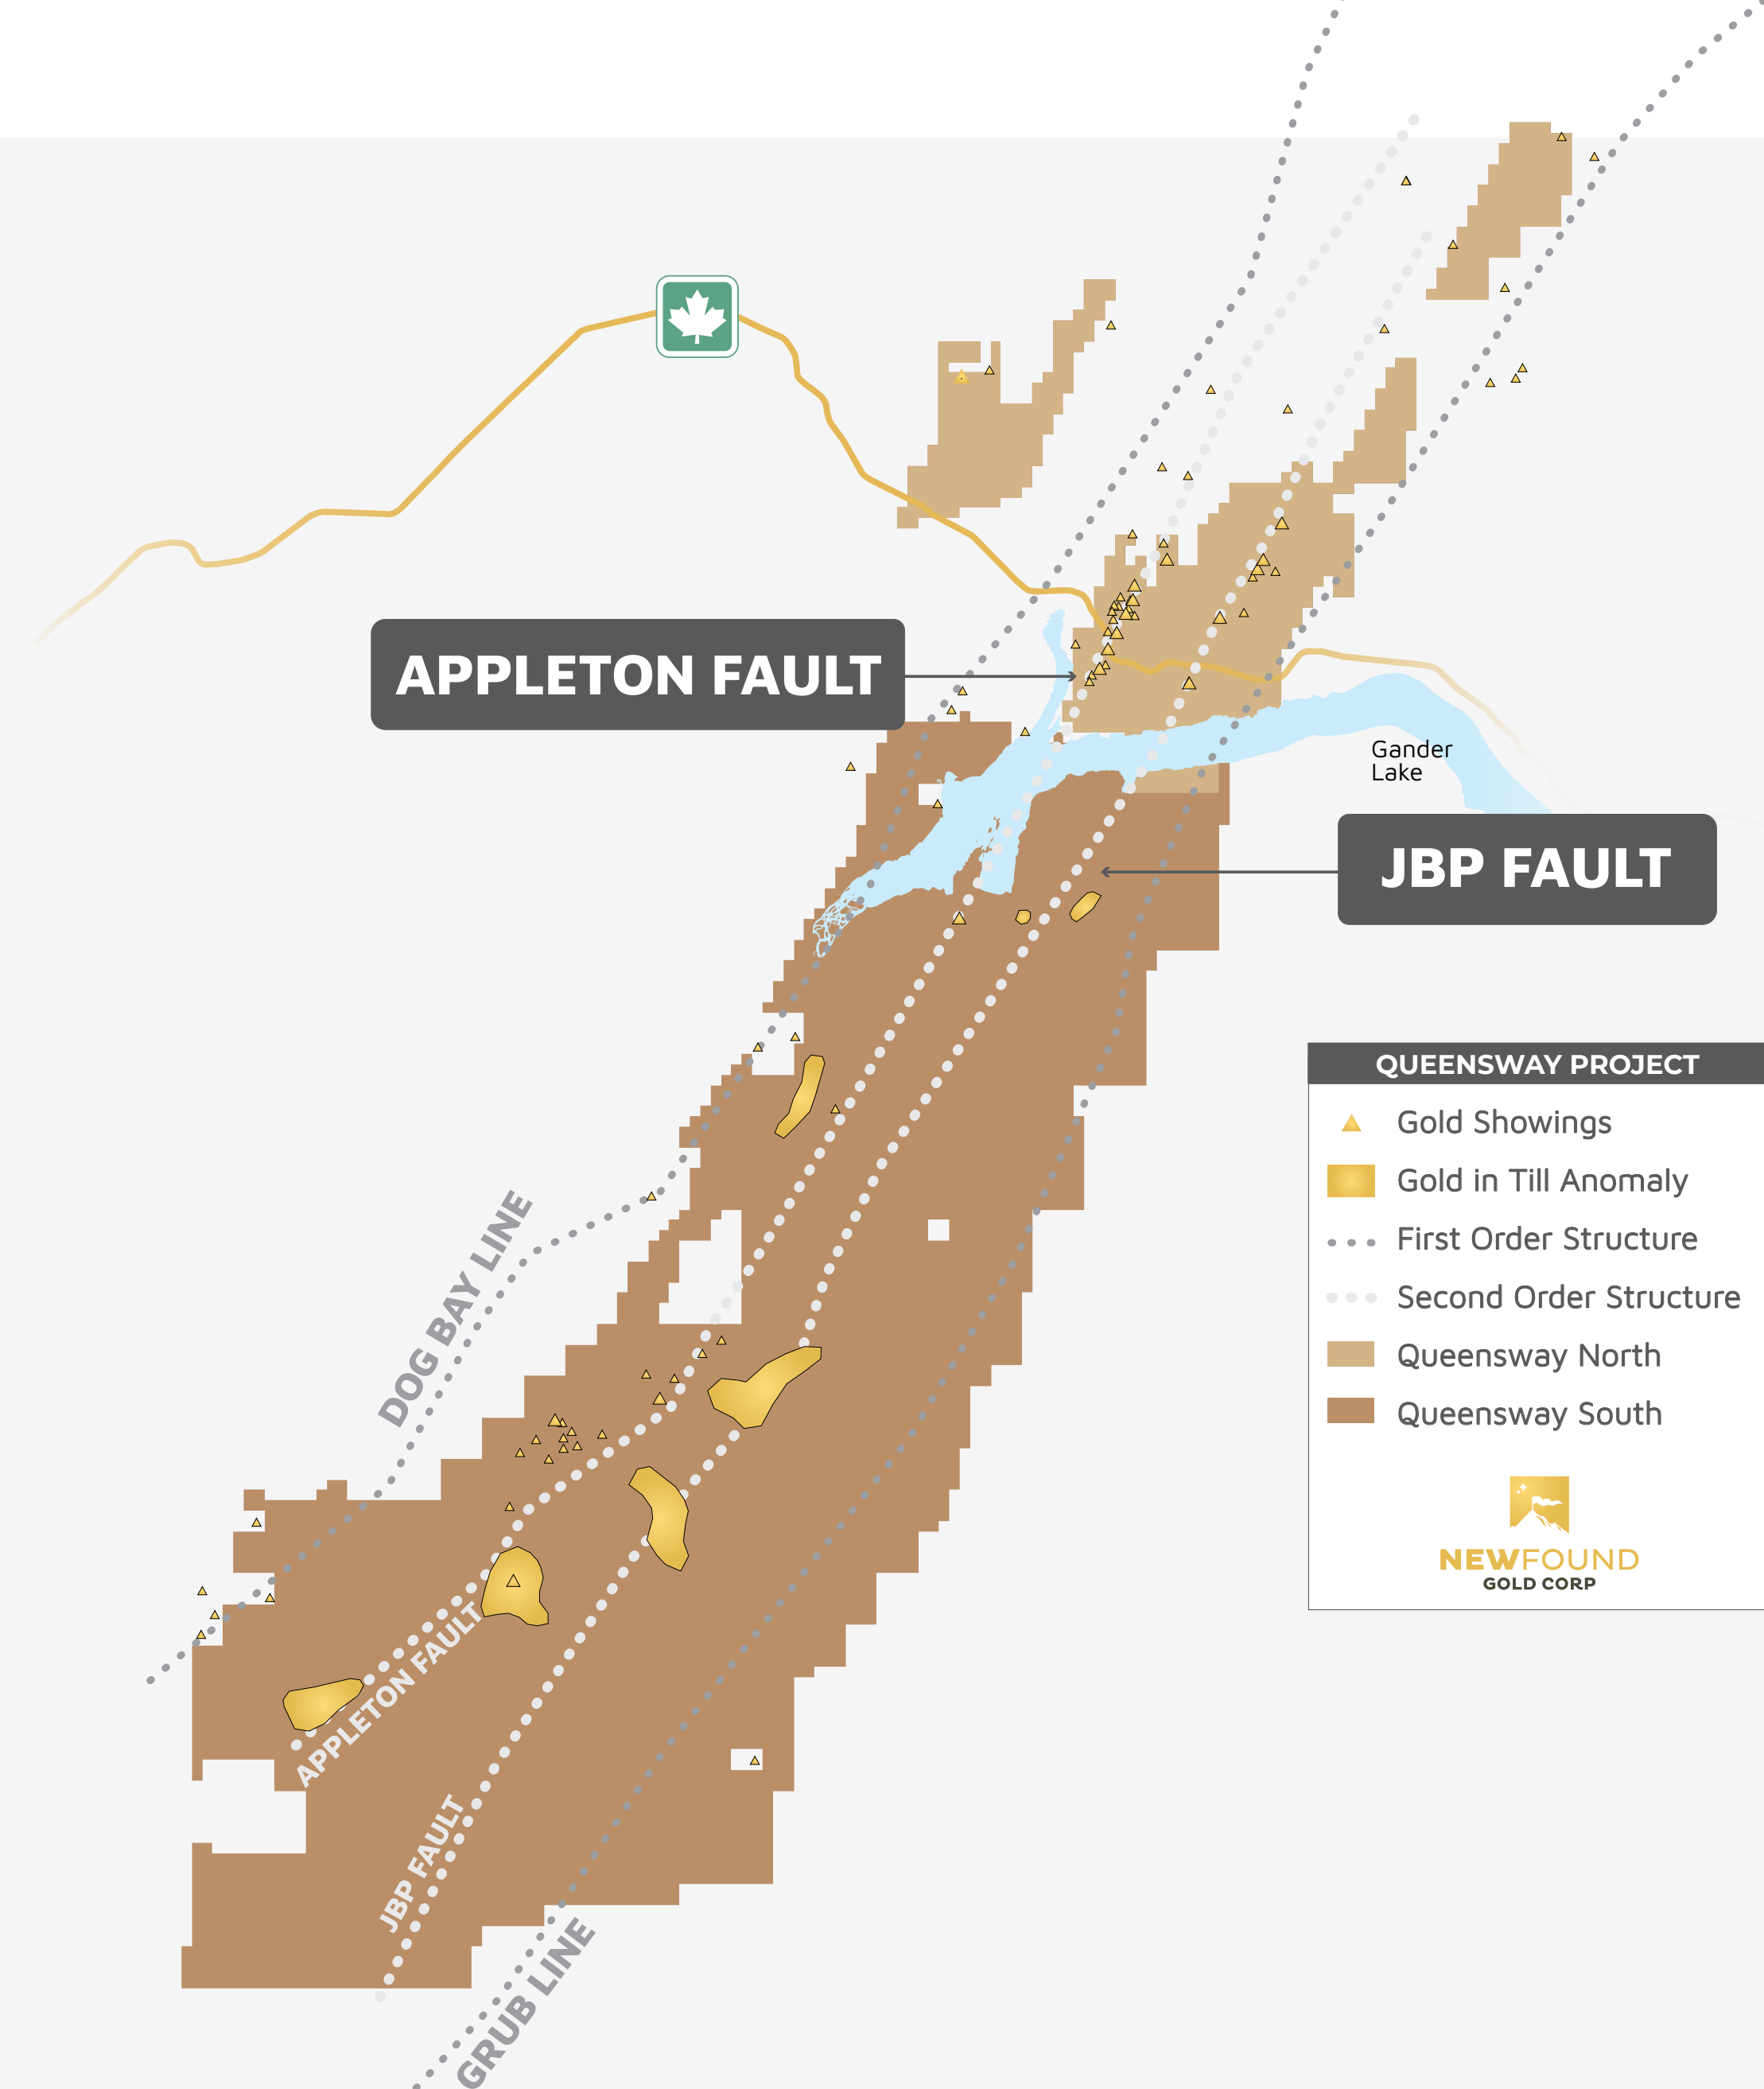 APPLETON FAULT
Gander
Lake
JBP FAULT
QUEENSWAY PROJECT
Gold Showings
Gold in Till Anomaly
First Order Structure
Second Order Structure
Queensway North
Queensway South
NEWFOUND
GOLD CORP
DOG BAY LINE
APPLETON FAULT
JBP FAULT
GRUB LINE